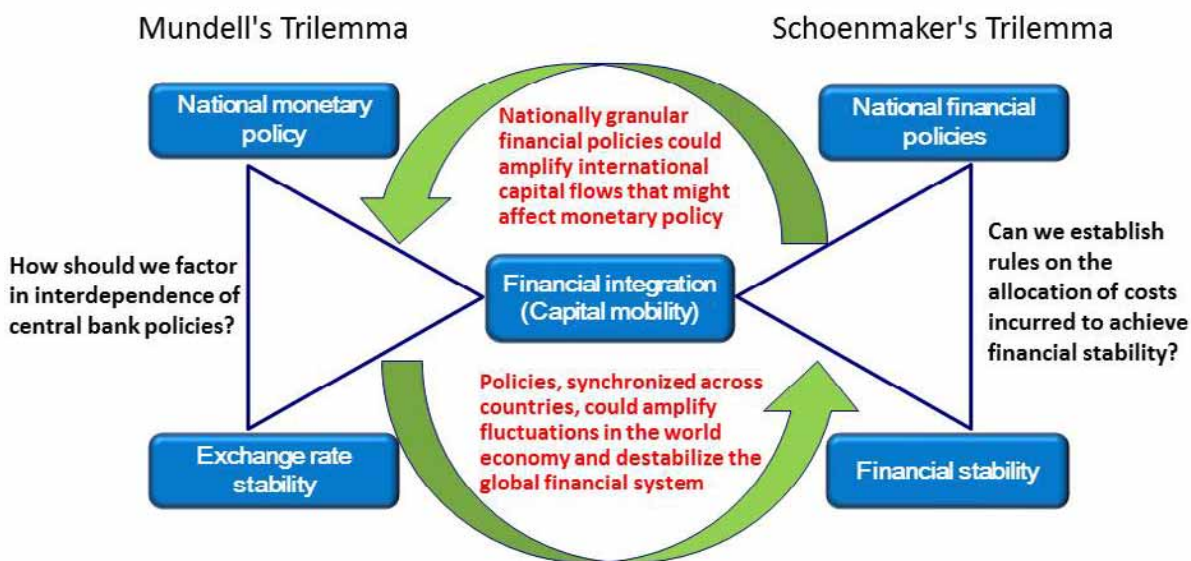 Mundell's Trilemma
Schoenmaker's Trilemma
National monetary
policy
National financial
policies
Nationally granular
financial policies could
amplify international
capital flows that might
affect monetary policy
How should we factor
in interdependence of
central bank policies?
Financial integration
(Capital mobility)
Can we establish
rules on the
allocation of costs
incurred to achieve
financial stability?
Policies, synchronized across
countries, could amplify
fluctuations in the world
economy and destabilize the
global financial system
Exchange rate
stability
Financial stability